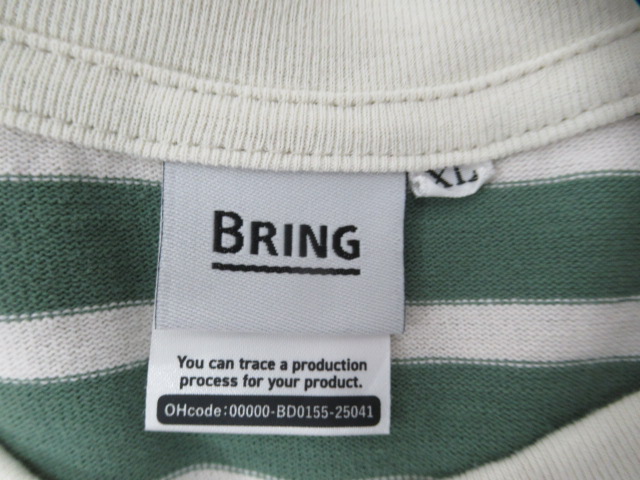 BRING
XL
You can trace a production
process for your product.
OHcode:00000-BD0155-25041